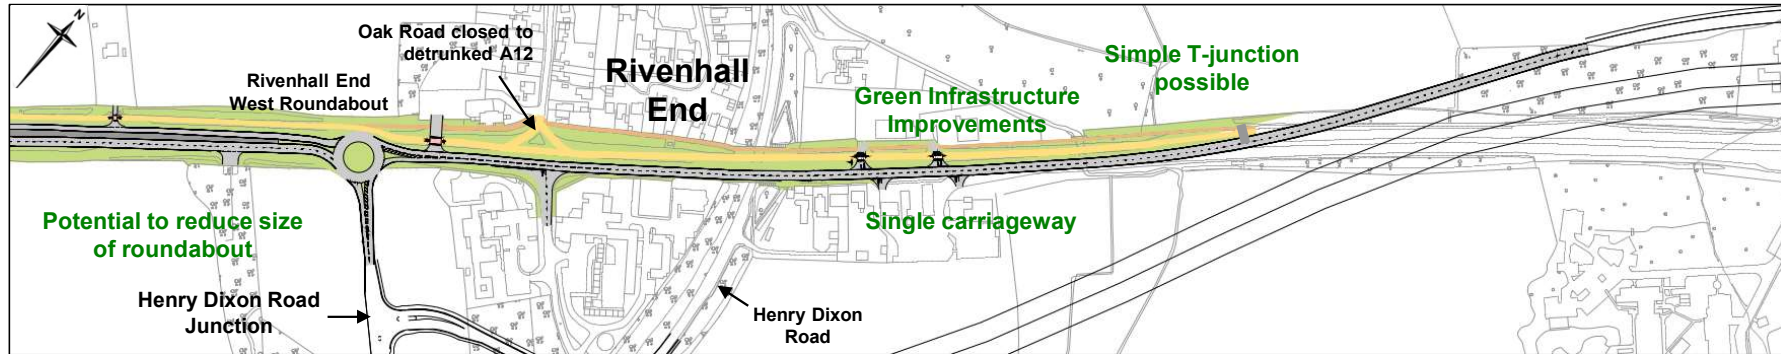 N
Oak Road closed to
detrunked A12
Rivenhall End
West Roundabout
Rivenhall
End
Green Infrastructure
Improvements
Simple T-junction
possible
Potential to reduce size
of roundabout
Single carriageway
Henry Dixon Road
Junction
Henry Dixon
Road